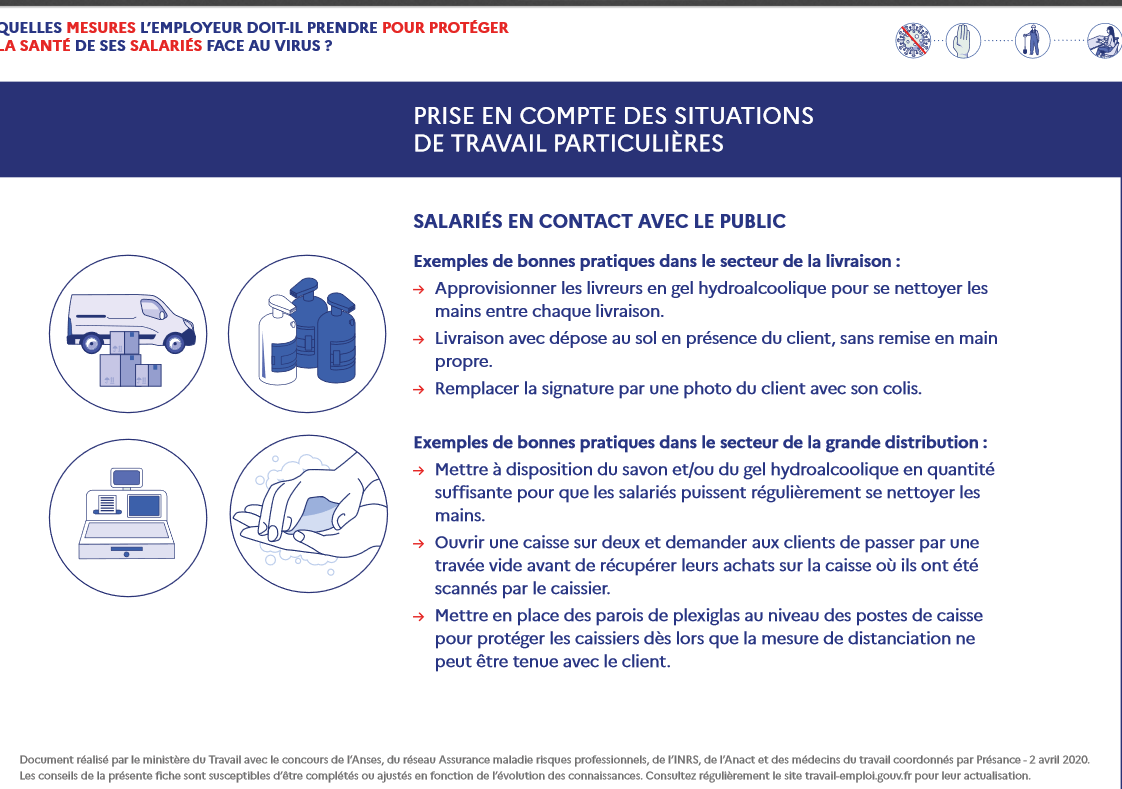 QUELLES MESURES L'EMPLOYEUR DOIT-IL PRENDRE POUR PROTÉGER
LA SANTÉ DE SES SALARIÉS FACE AU VIRUS ?
PRISE EN COMPTE DES SITUATIONS
DE TRAVAIL PARTICULIÈRES
SALARIÉS EN CONTACT AVEC LE PUBLIC
Exemples de bonnes pratiques dans le secteur de la livraison :
→ Approvisionner les livreurs en gel hydroalcoolique pour se nettoyer les
mains entre chaque livraison.
→ Livraison avec dépose au sol en présence du client, sans remise en main
propre.
→ Remplacer la signature par une photo du client avec son colis.
Exemples de bonnes pratiques dans le secteur de la grande distribution :
→ Mettre à disposition du savon et/ou du gel hydroalcoolique en quantité
suffisante pour que les salariés puissent régulièrement se nettoyer les
mains.
→ Ouvrir une caisse sur deux et demander aux clients de passer par une
travée vide avant de récupérer leurs achats sur la caisse où ils ont été
scannés par le caissier.
→ Mettre en place des parois de plexiglas au niveau des postes de caisse
pour protéger les caissiers dès lors que la mesure de distanciation ne
peut être tenue avec le client.
Document réalisé par le ministère du Travail avec le concours de l'Anses, du réseau Assurance maladie risques professionnels, de l'INRS, de l'Anact et des médecins du travail coordonnés par Présance - 2 avril 2020.
Les conseils de la présente fiche sont susceptibles d'être complétés ou ajustés en fonction de l'évolution des connaissances. Consultez régulièrement le site travail-emploi.gouv.fr pour leur actualisation.